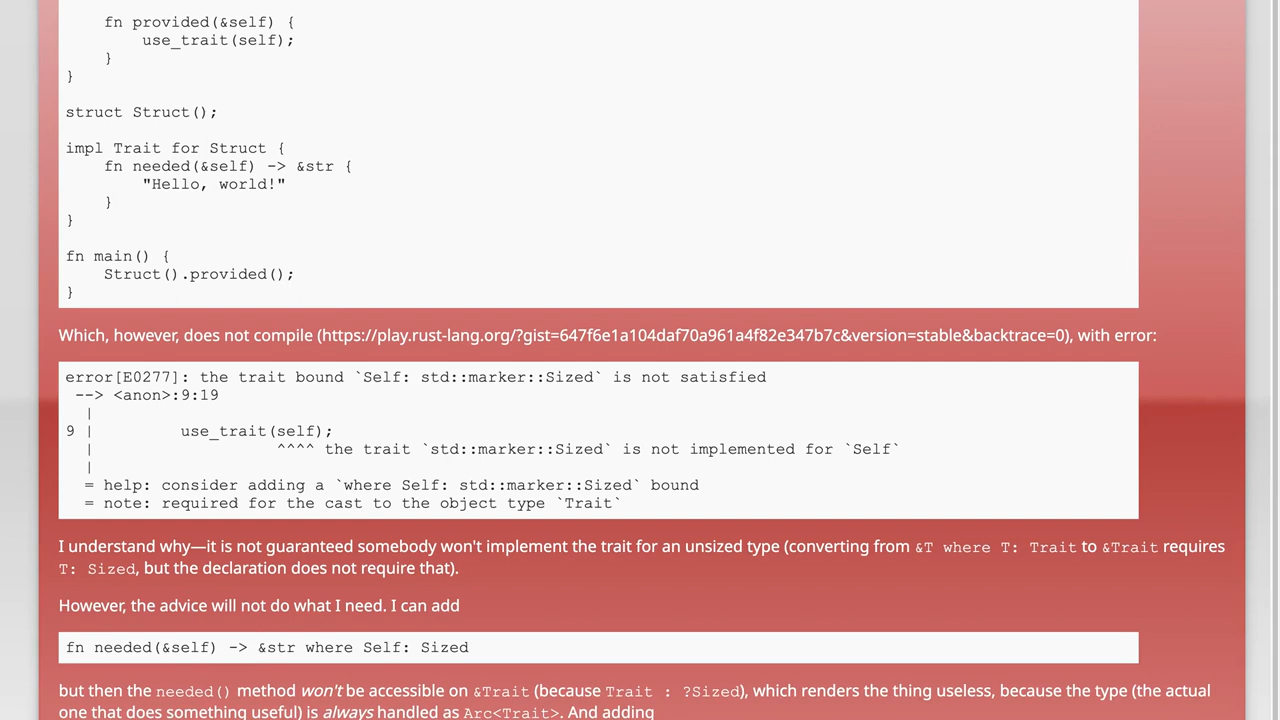 fn provided(&self) {
use_trait(self);
}
}
struct Struct();
impl Trait for Struct {
fn needed(&self) -> &str {
"Hello, world!"
}
}
fn main() {
Struct().provided();
}
Which, however, does not compile (https://play.rust-lang.org/?gist=647f6e1a104daf70a961a4f82e347b7c&version=stable&backtrace=0), with error:
error[E0277]: the trait bound `Self: std::marker::Sized` is not satisfied
--> <anon>:9:19
|
9 |         use_trait(self);
|                   ^^^^ the trait `std::marker::Sized` is not implemented for `Self`
|
= help: consider adding a `where Self: std::marker::Sized` bound
= note: required for the cast to the object type `Trait`
I understand why—it is not guaranteed somebody won't implement the trait for an unsized type (converting from &T where T: Trait to &Trait requires
T: Sized, but the declaration does not require that).
However, the advice will not do what I need. I can add
fn needed(&self) -> &str where Self: Sized
but then the needed() method won't be accessible on &Trait (because Trait : ?Sized), which renders the thing useless, because the type (the actual
one that does something useful) is always handled as Arc<Trait>. And adding